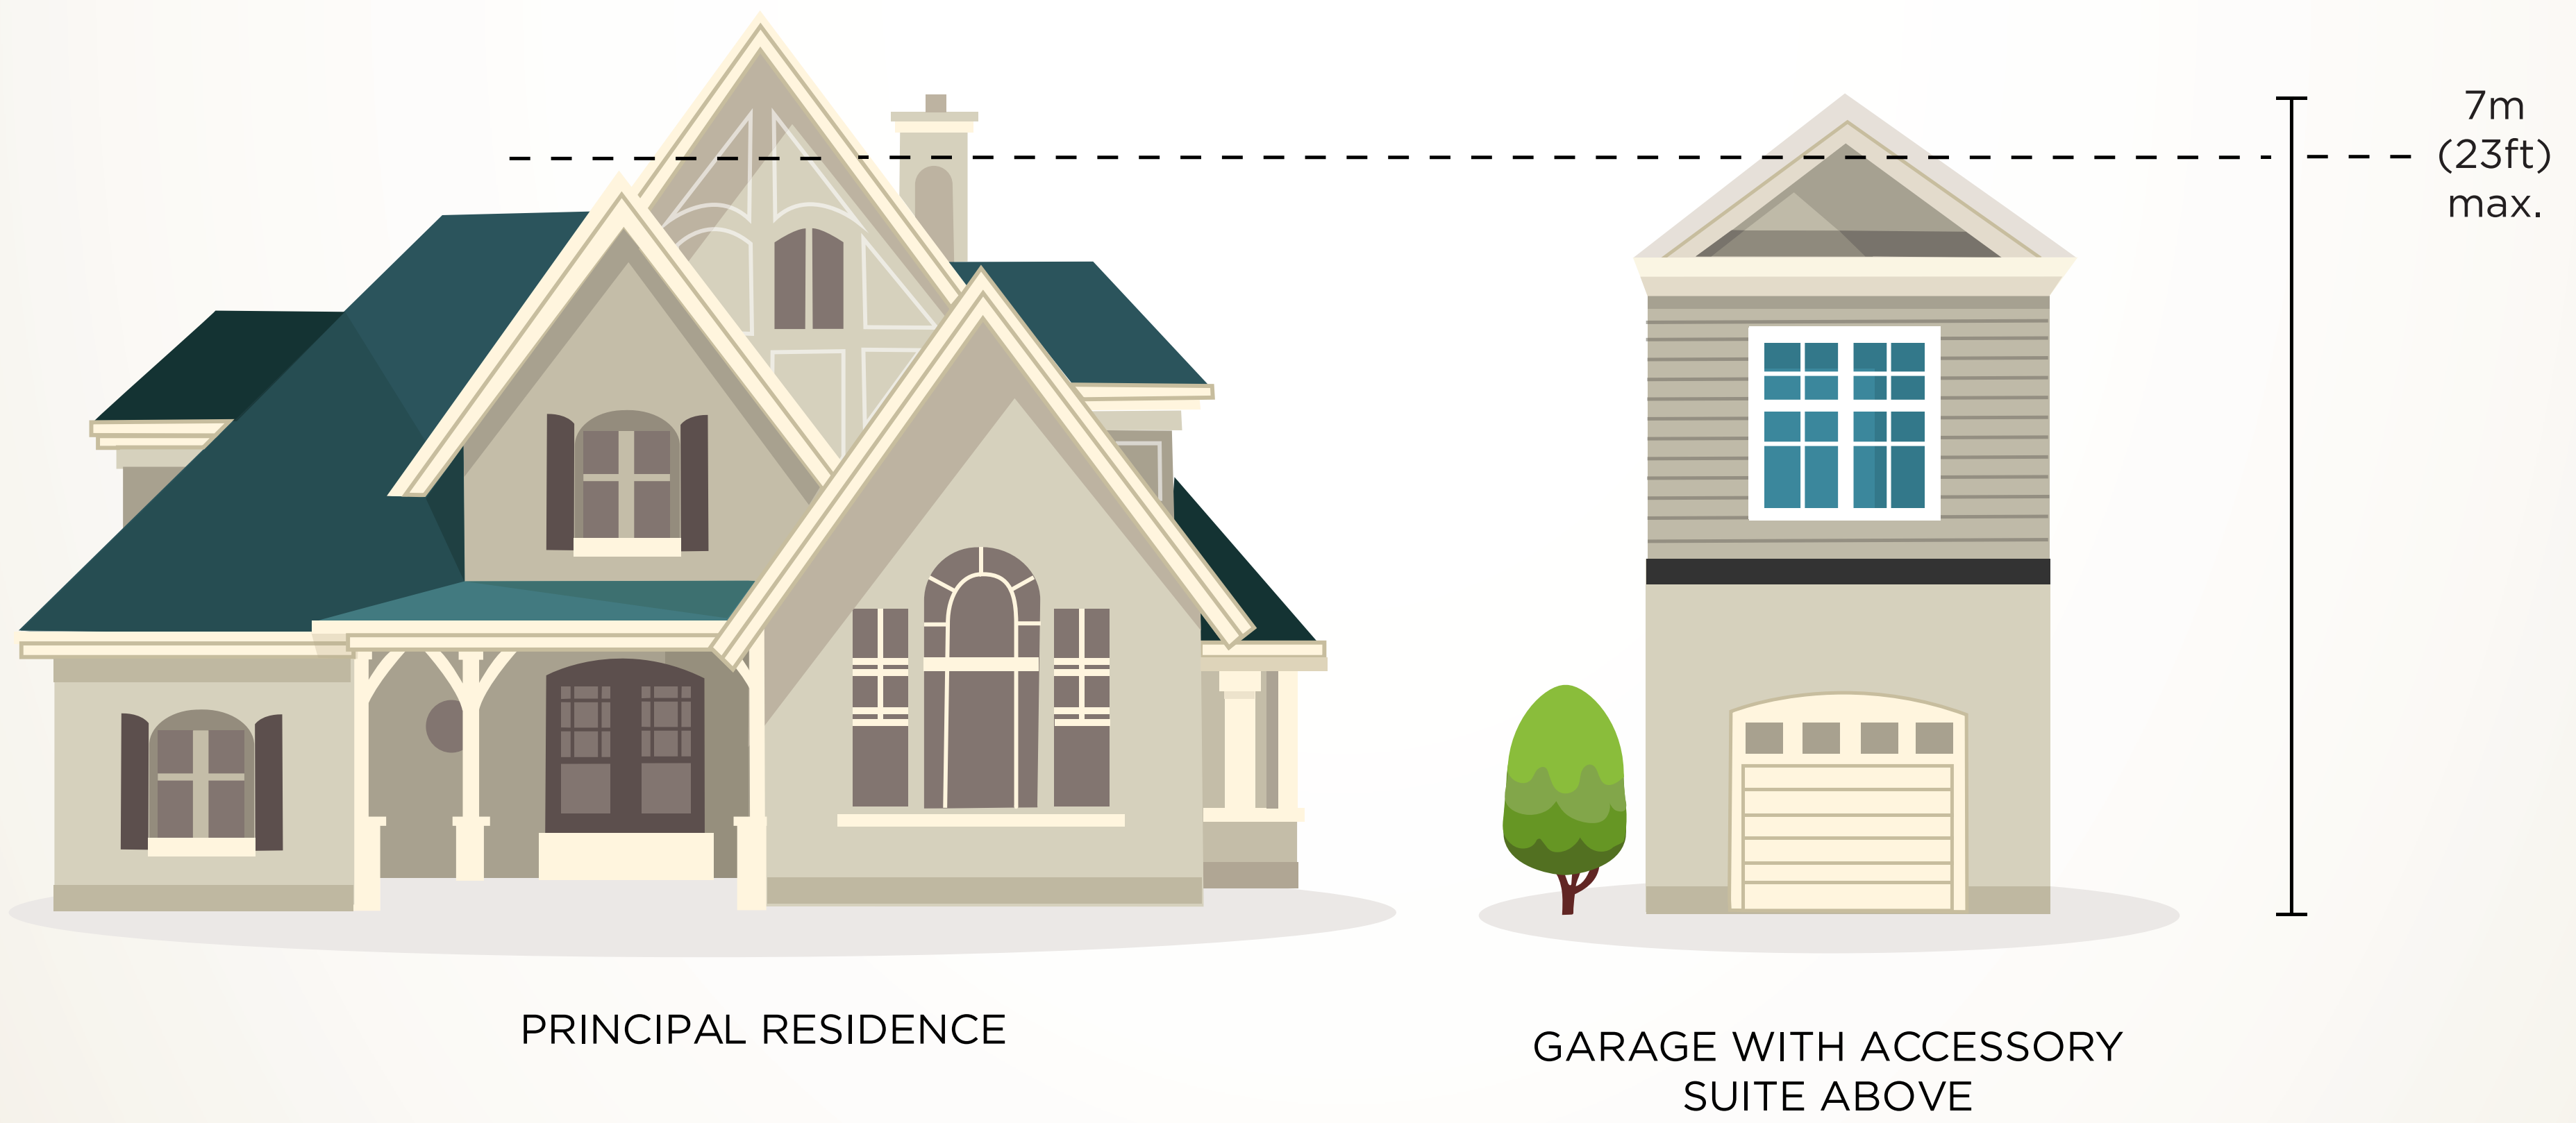 7m
(23ft)
max.
PRINCIPAL RESIDENCE
GARAGE WITH ACCESSORY
SUITE ABOVE